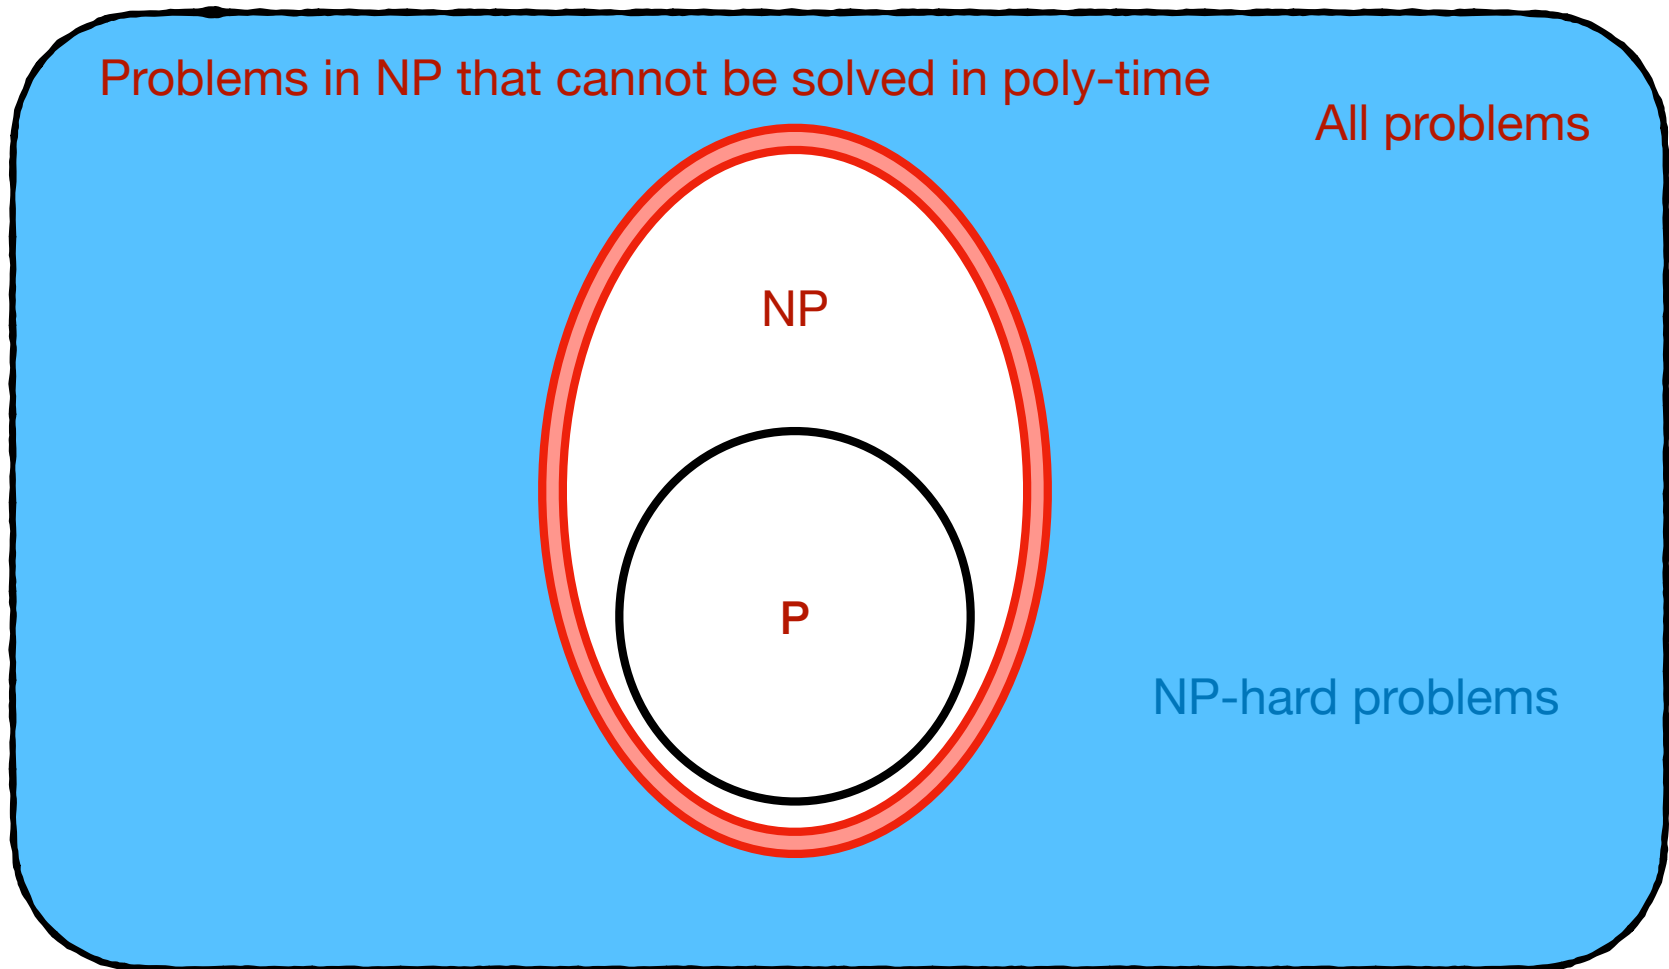 Problems in NP that cannot be solved in poly-time
All problems
NP
P
NP-hard problems